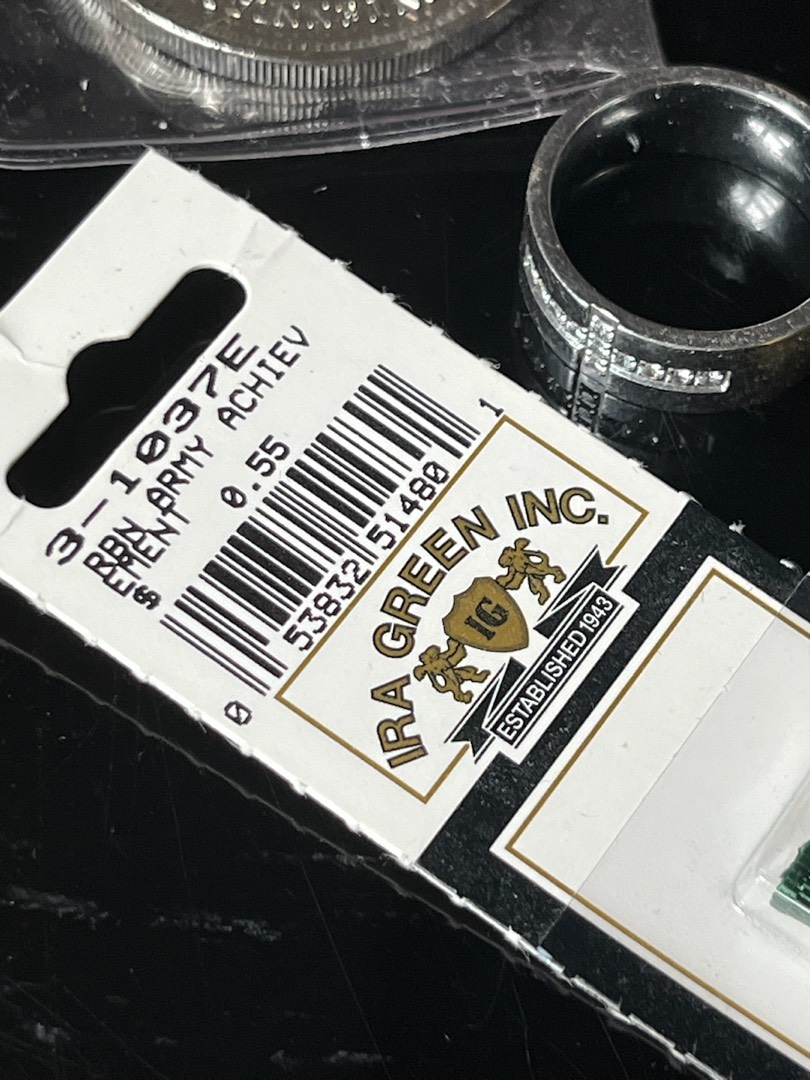 3-1037E
RBN ARMY ACHIEV
EMENT
$ 0.55
0 53832 51480 1
IRA GREEN INC.
IG
ESTABLISHED 1943